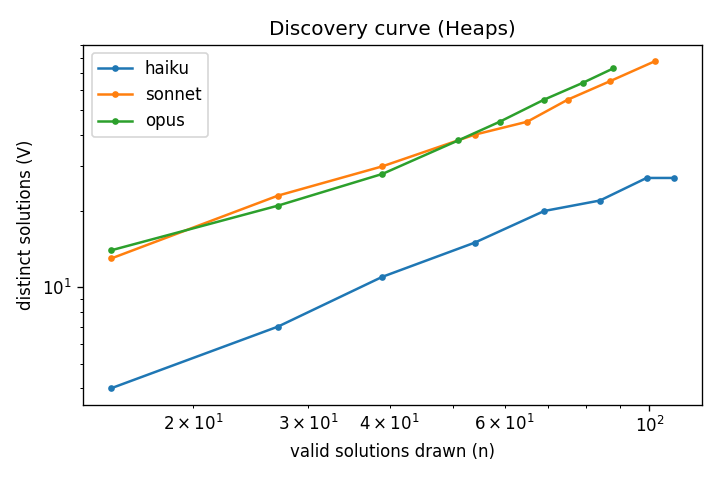 Discovery curve (Heaps)
haiku
sonnet
opus
distinct solutions (V)
10¹
2 × 10¹
3 × 10¹
4 × 10¹
6 × 10¹
10²
valid solutions drawn (n)